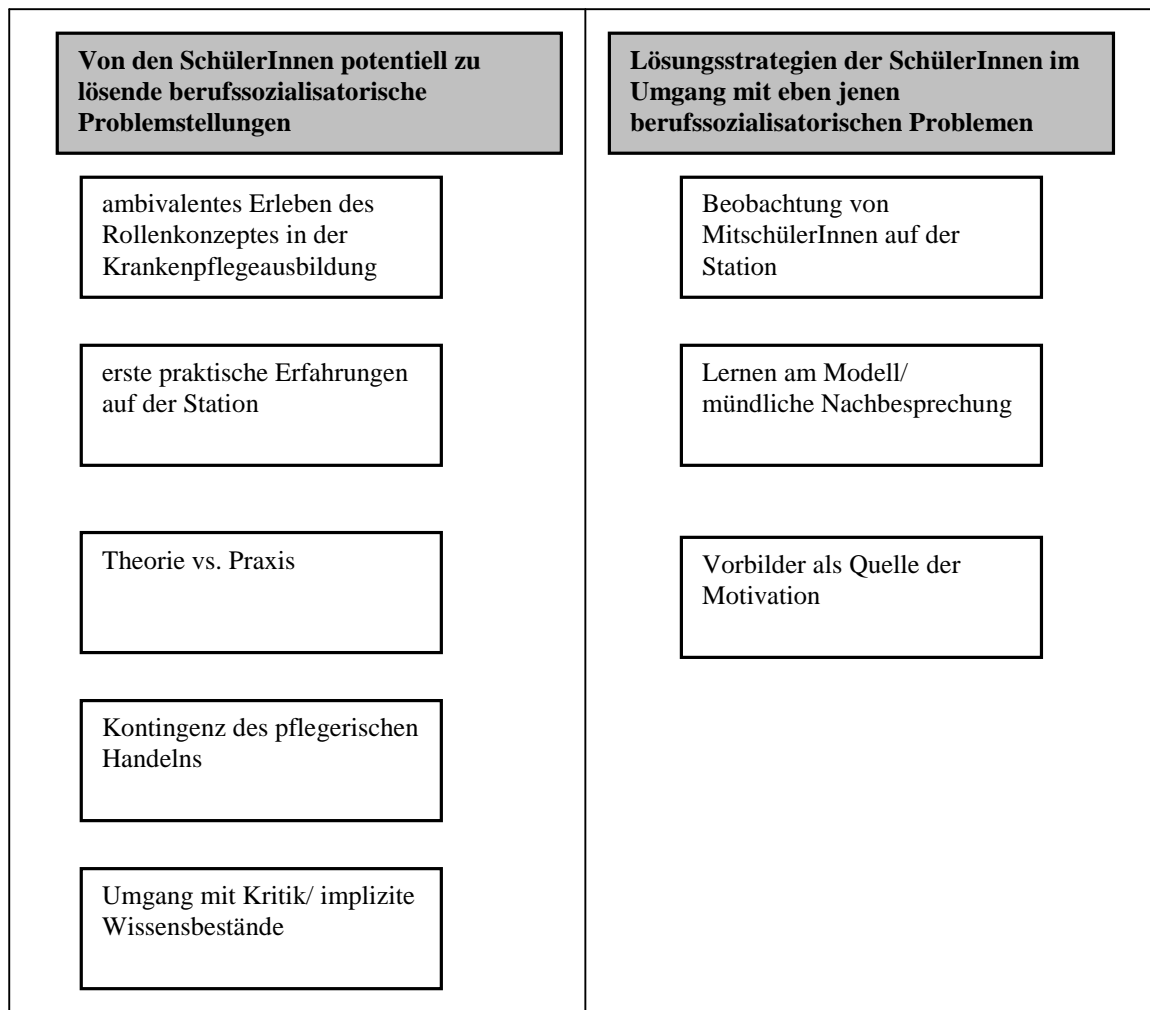 Von den SchülerInnen potentiell zu
lösende berufssozialisatorische
Problemstellungen
ambivalentes Erleben des
Rollenkonzeptes in der
Krankenpflegeausbildung
erste praktische Erfahrungen
auf der Station
Theorie vs. Praxis
Kontingenz des pflegerischen
Handelns
Umgang mit Kritik/ implizite
Wissensbestände
Lösungsstrategien der SchülerInnen im
Umgang mit eben jenen
berufssozialisatorischen Problemen
Beobachtung von
MitschülerInnen auf der
Station
Lernen am Modell/
mündliche Nachbesprechung
Vorbilder als Quelle der
Motivation